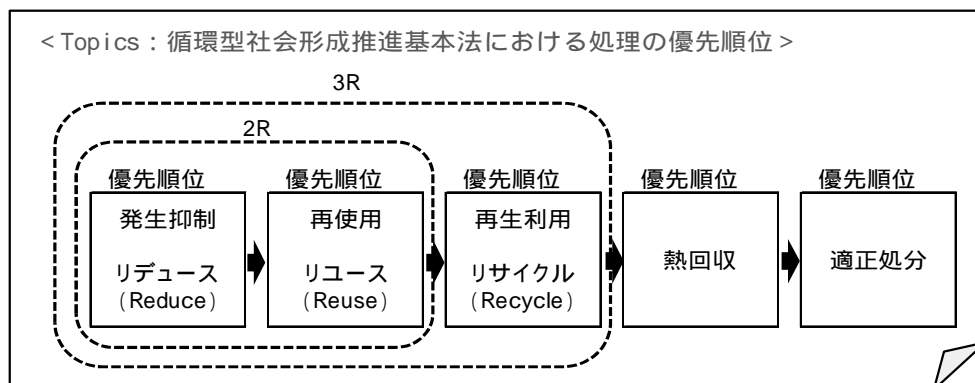 <Topics:循環型社会形成推進基本法における処理の優先順位>
3R
2R
優先順位 優先順位 優先順位 優先順位 優先順位
発生抑制
リデュース
(Reduce)
再使用
リユース
(Reuse)
再生利用
リサイクル
(Recycle)
熱回収
適正処分